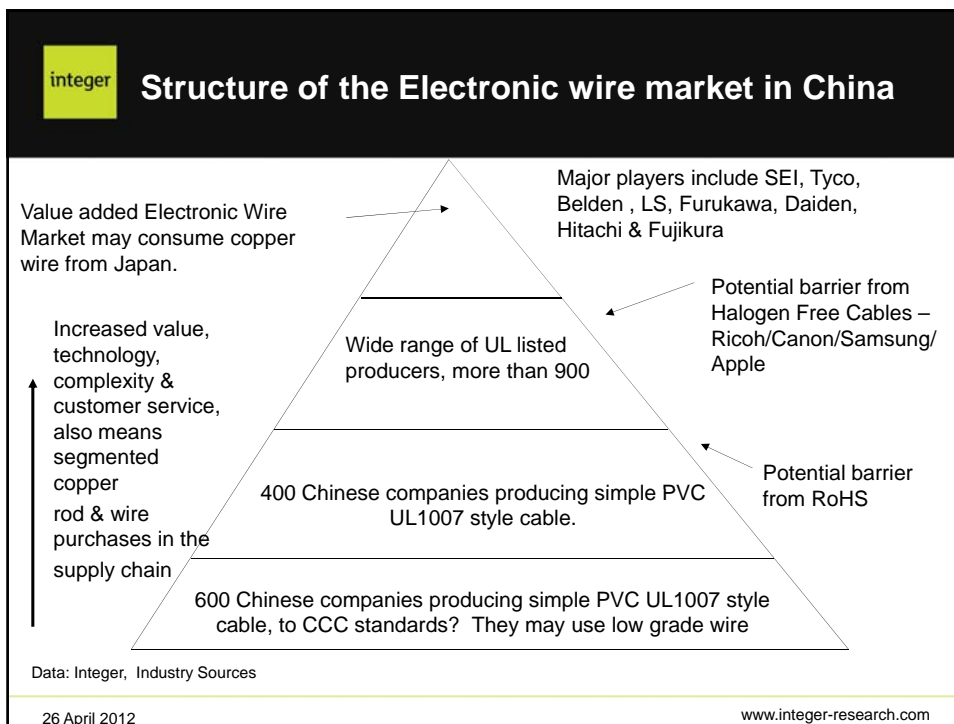 integer
Structure of the Electronic wire market in China
Value added Electronic Wire
Market may consume copper
wire from Japan.
Major players include SEI, Tyco,
Belden , LS, Furukawa, Daiden,
Hitachi & Fujikura
Potential barrier from
Halogen Free Cables –
Ricoh/Canon/Samsung/
Apple
Increased value,
technology,
complexity &
customer service,
also means
segmented
copper
rod & wire
purchases in the
supply chain
Wide range of UL listed
producers, more than 900
Potential barrier
from RoHS
400 Chinese companies producing simple PVC
UL1007 style cable.
600 Chinese companies producing simple PVC UL1007 style
cable, to CCC standards? They may use low grade wire
Data: Integer, Industry Sources
26 April 2012
www.integer-research.com